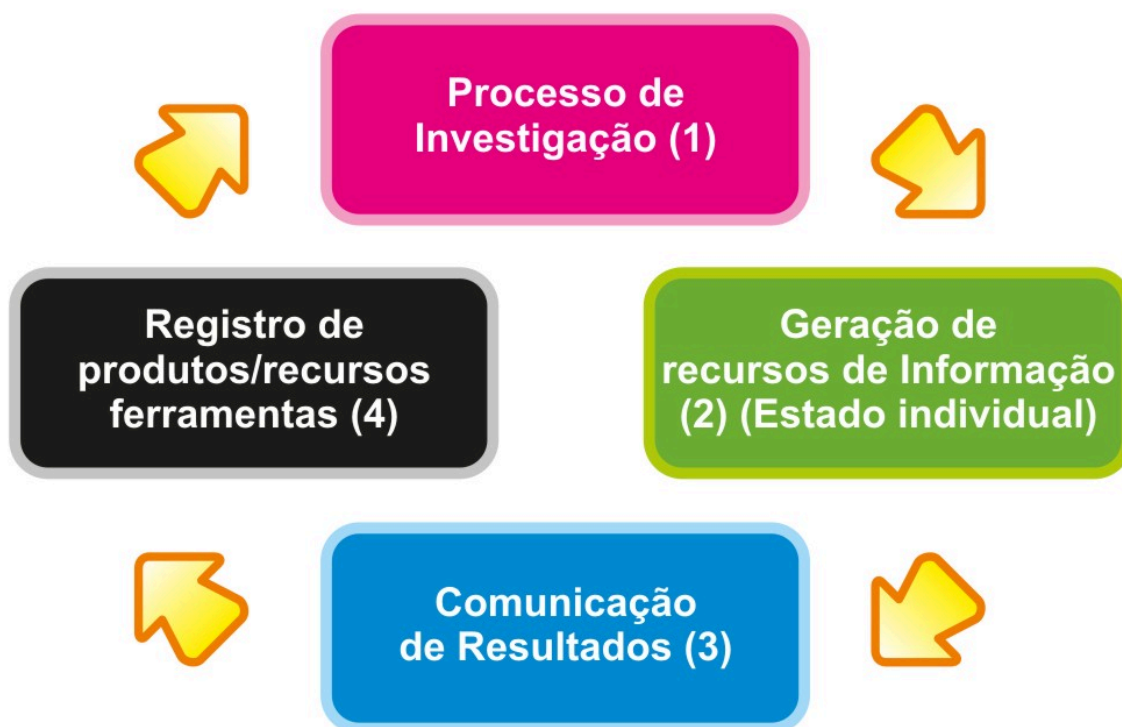 Processo de
Investigação (1)
Registro de
produtos/recursos
ferramentas (4)
Geração de
recursos de Informação
(2) (Estado individual)
Comunicação
de Resultados (3)